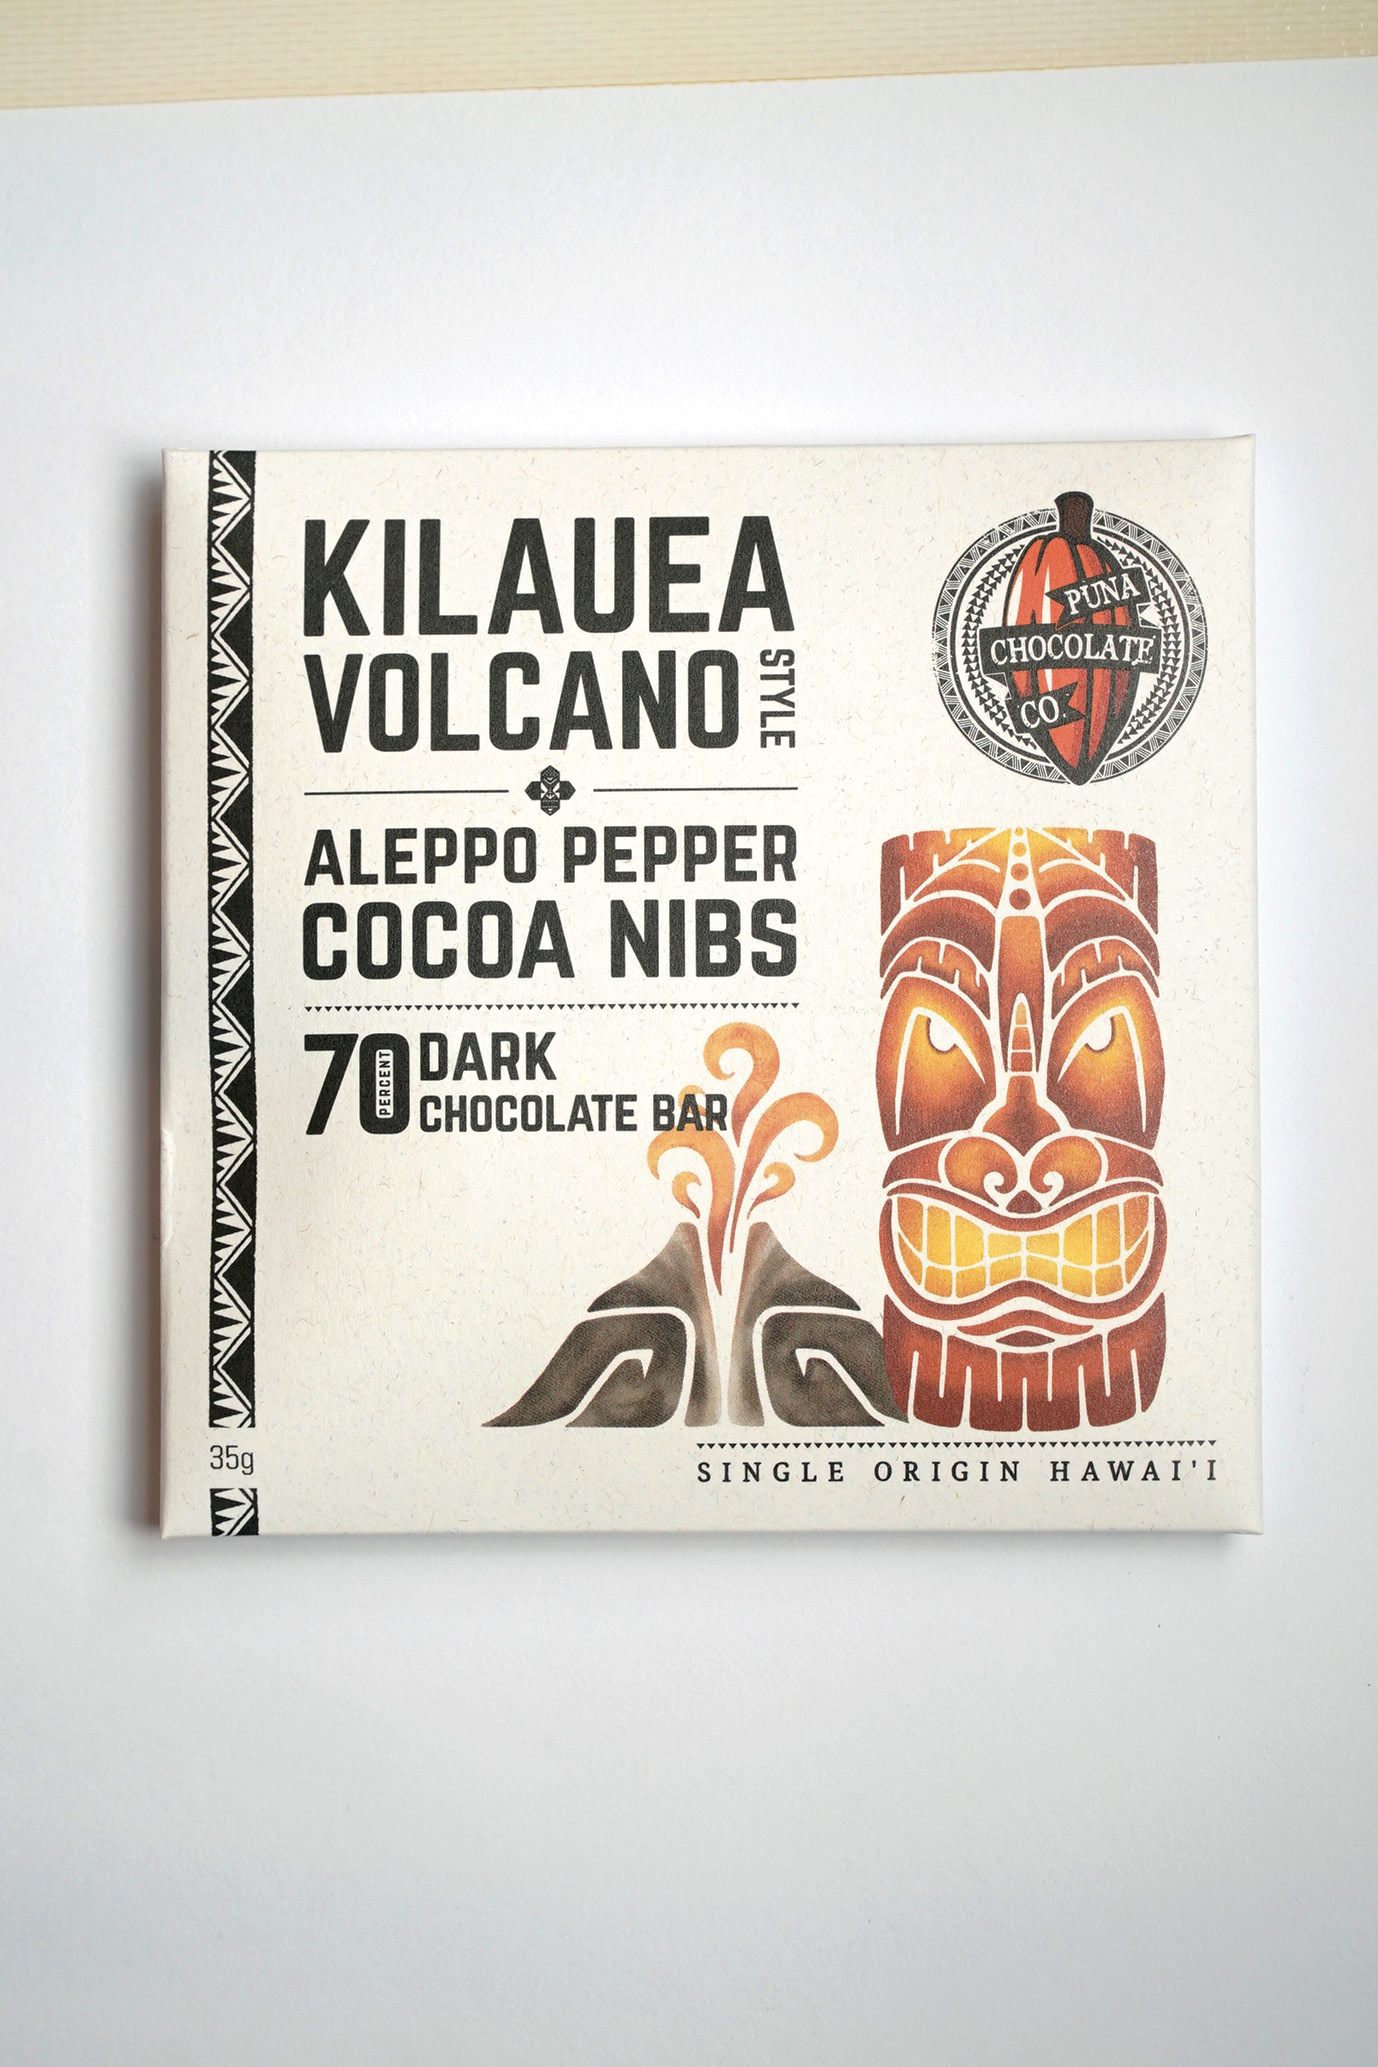 KILAUEA
VOLCANO STYLE
ALEPPO PEPPER
COCOA NIBS
70 PERCENT DARK
CHOCOLATE BAR
PUNA
CHOCOLATE
CO.
35g
SINGLE ORIGIN HAWAI'I